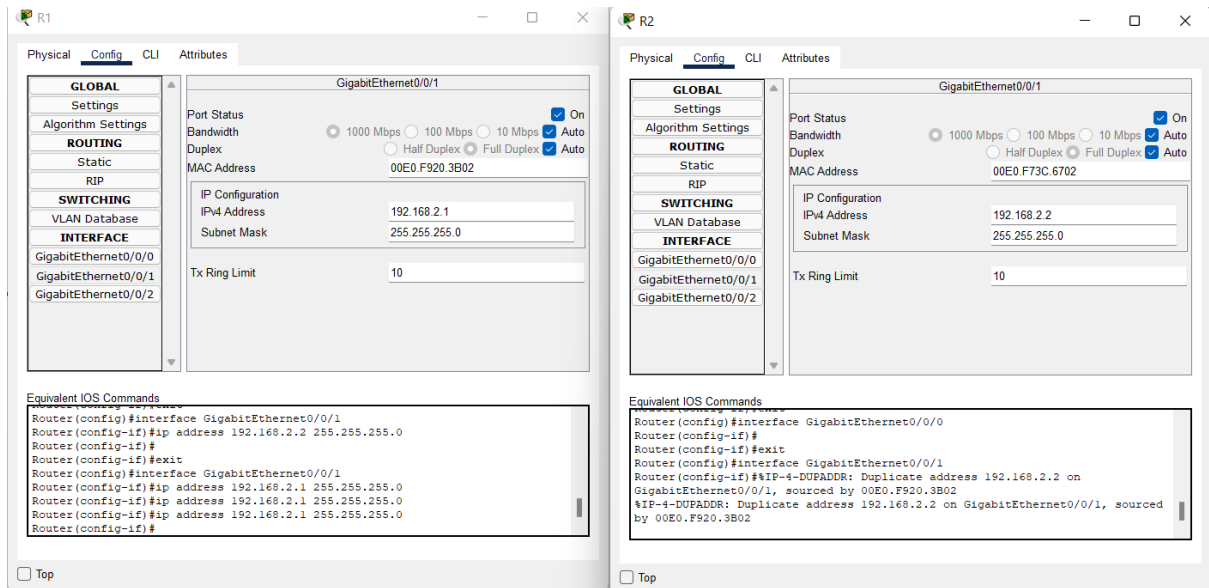 R1
Physical Config CLI Attributes
GLOBAL
Settings
Algorithm Settings
ROUTING
Static
RIP
SWITCHING
VLAN Database
INTERFACE
GigabitEthernet0/0/0
GigabitEthernet0/0/1
GigabitEthernet0/0/2
GigabitEthernet0/0/1
Port Status On
Bandwidth 1000 Mbps 100 Mbps 10 Mbps Auto
Duplex Half Duplex Full Duplex Auto
MAC Address 00E0.F920.3B02
IP Configuration
IPv4 Address 192.168.2.1
Subnet Mask 255.255.255.0
Tx Ring Limit 10
Equivalent IOS Commands
Router(config-if)#exit
Router(config)#interface GigabitEthernet0/0/1
Router(config-if)#ip address 192.168.2.2 255.255.255.0
Router(config-if)#
Router(config-if)#exit
Router(config)#interface GigabitEthernet0/0/1
Router(config-if)#ip address 192.168.2.1 255.255.255.0
Router(config-if)#ip address 192.168.2.1 255.255.255.0
Router(config-if)#ip address 192.168.2.1 255.255.255.0
Router(config-if)#
Top
R2
Physical Config CLI Attributes
GLOBAL
Settings
Algorithm Settings
ROUTING
Static
RIP
SWITCHING
VLAN Database
INTERFACE
GigabitEthernet0/0/0
GigabitEthernet0/0/1
GigabitEthernet0/0/2
GigabitEthernet0/0/1
Port Status On
Bandwidth 1000 Mbps 100 Mbps 10 Mbps Auto
Duplex Half Duplex Full Duplex Auto
MAC Address 00E0.F73C.6702
IP Configuration
IPv4 Address 192.168.2.2
Subnet Mask 255.255.255.0
Tx Ring Limit 10
Equivalent IOS Commands
Router(config-if)#exit
Router(config)#interface GigabitEthernet0/0/0
Router(config-if)#
Router(config-if)#exit
Router(config)#interface GigabitEthernet0/0/1
Router(config-if)#%IP-4-DUPADDR: Duplicate address 192.168.2.2 on
GigabitEthernet0/0/1, sourced by 00E0.F920.3B02
%IP-4-DUPADDR: Duplicate address 192.168.2.2 on GigabitEthernet0/0/1, sourced
by 00E0.F920.3B02
Top